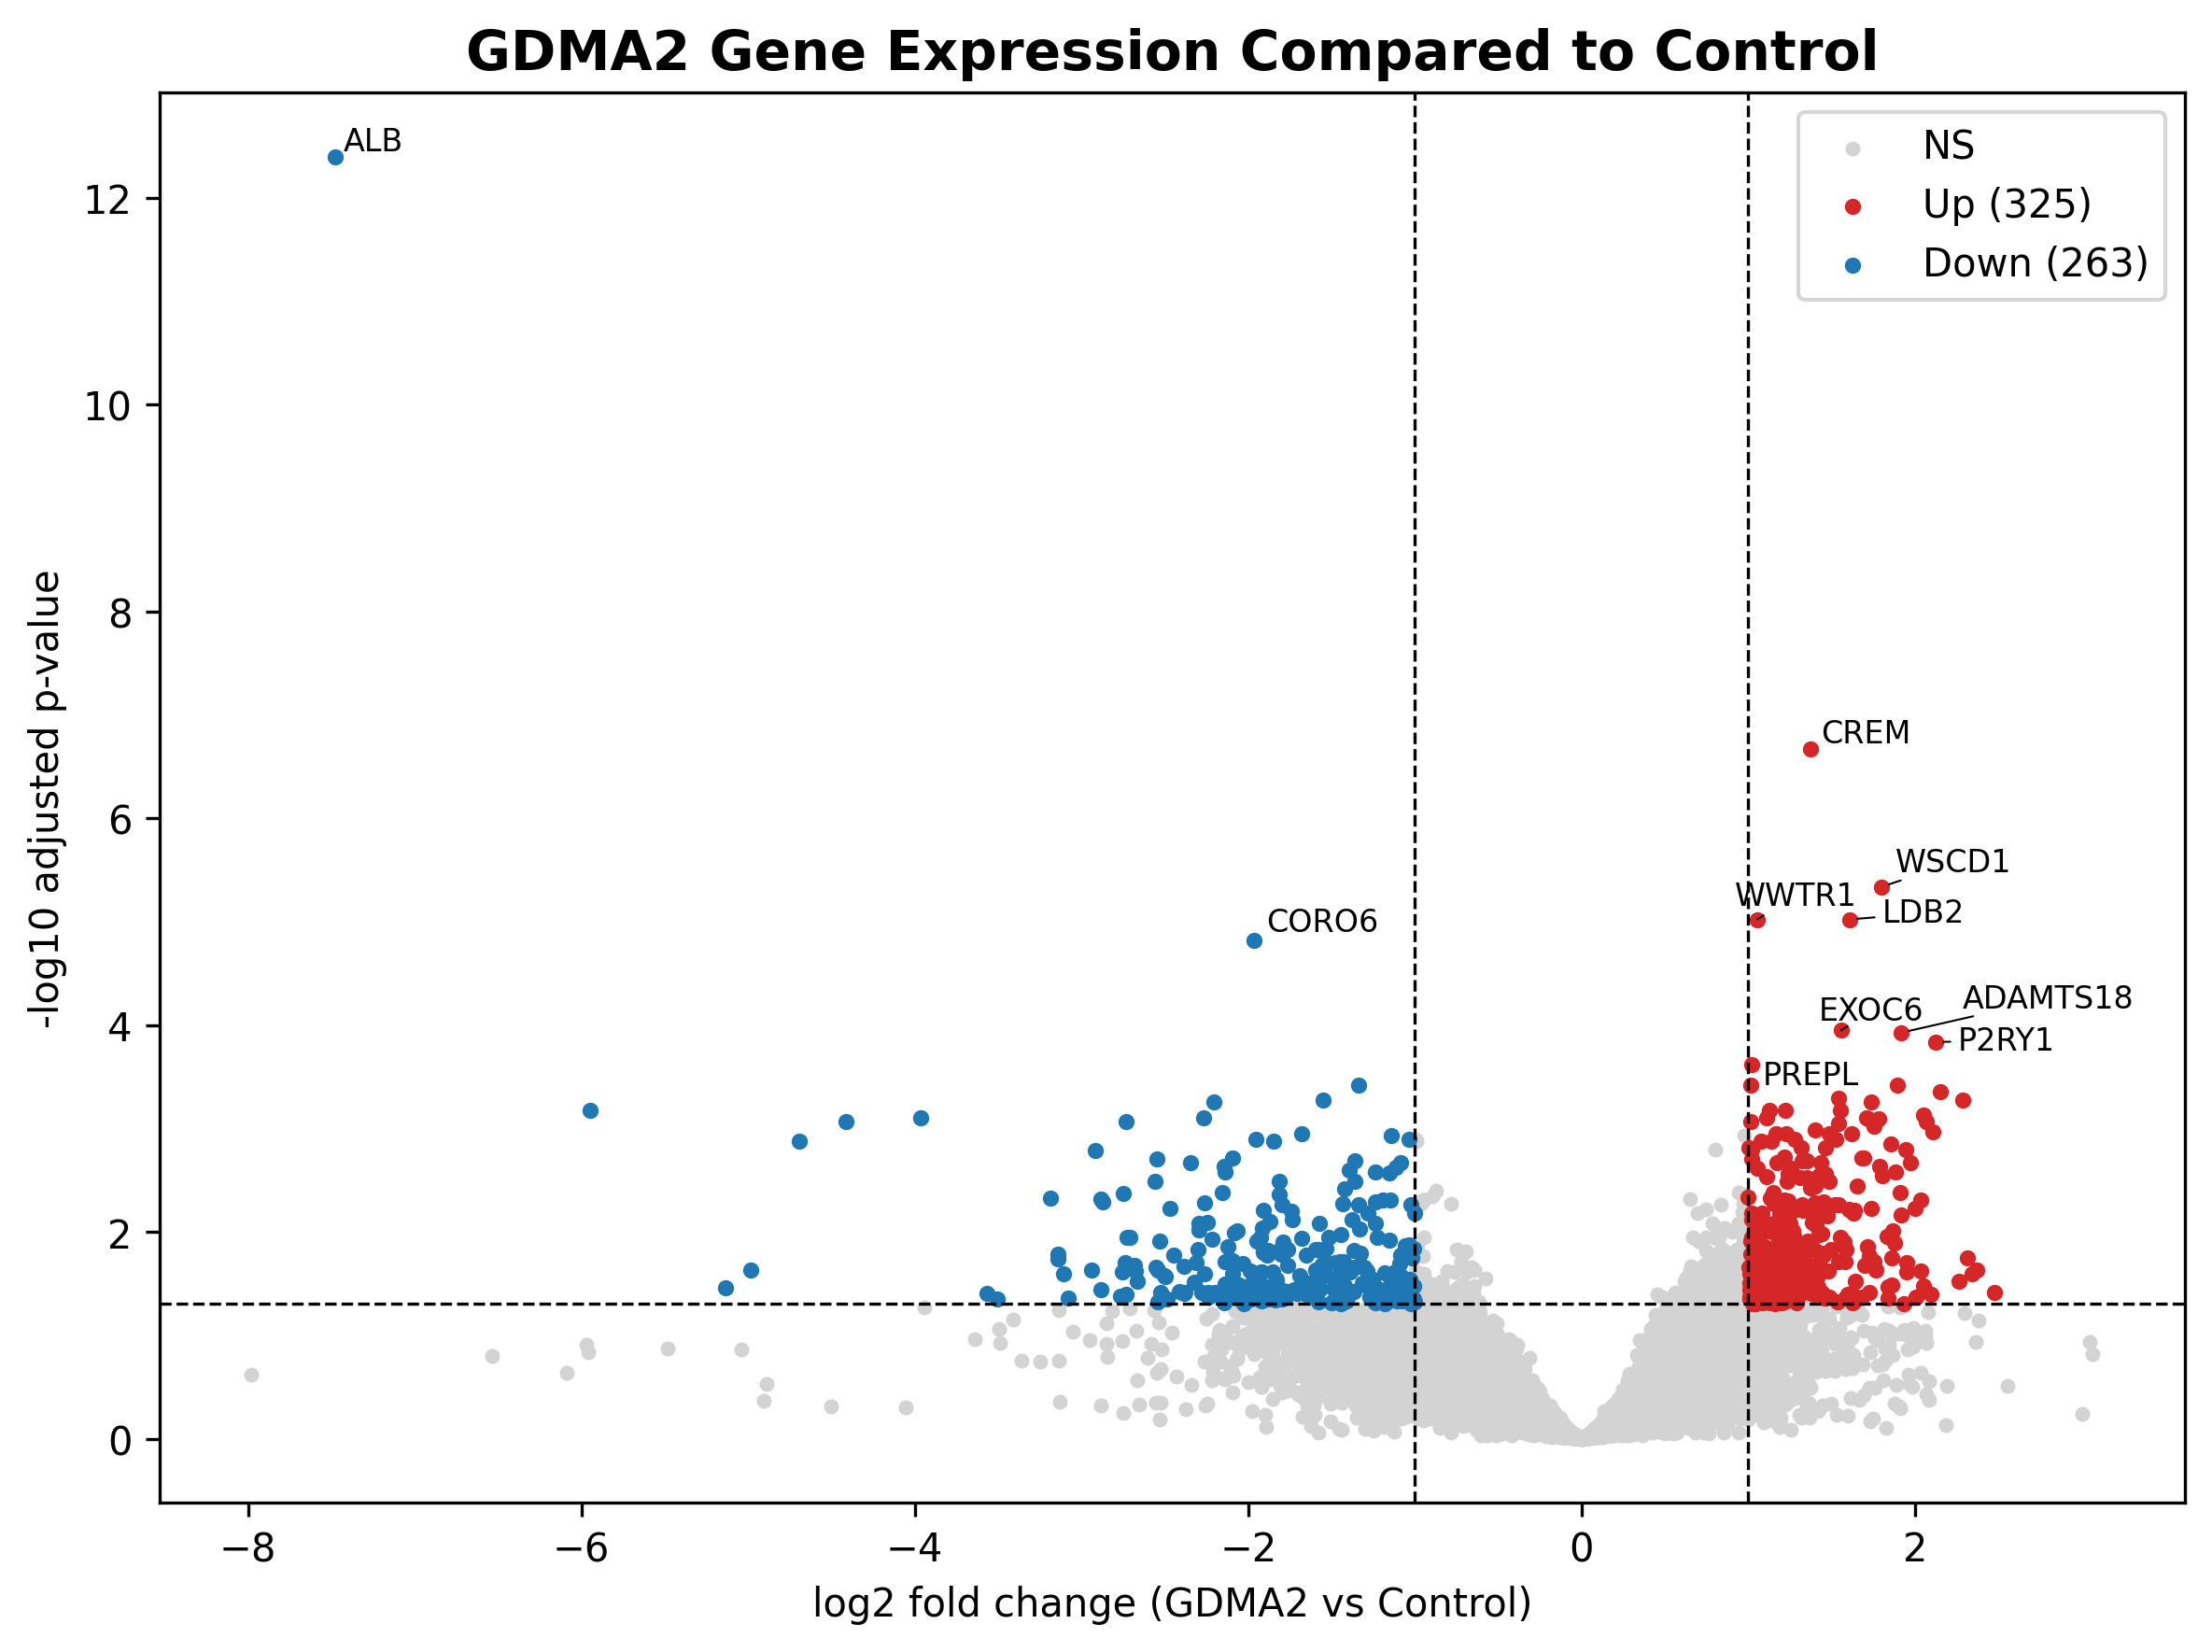 GDMA2 Gene Expression Compared to Control
NS
Up (325)
Down (263)
ALB
CREM
WSCD1
WWTR1
LDB2
CORO6
ADAMTS18
EXOC6
P2RY1
PREPL
-log10 adjusted p-value
12
10
8
6
4
2
0
−8
−6
−4
−2
0
2
log2 fold change (GDMA2 vs Control)